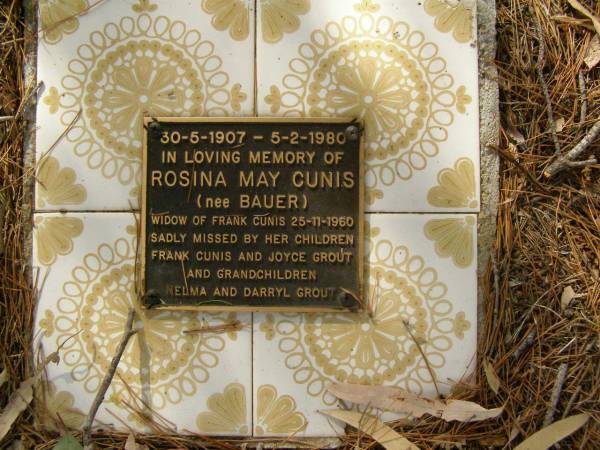 30-5-1907 - 5-2-1980
IN LOVING MEMORY OF
ROSINA MAY CUNIS
(nee BAUER)
WIDOW OF FRANK CUNIS 25-11-1960
SADLY MISSED BY HER CHILDREN
FRANK CUNIS AND JOYCE GROUT
AND GRANDCHILDREN
NELMA AND DARRYL GROUT